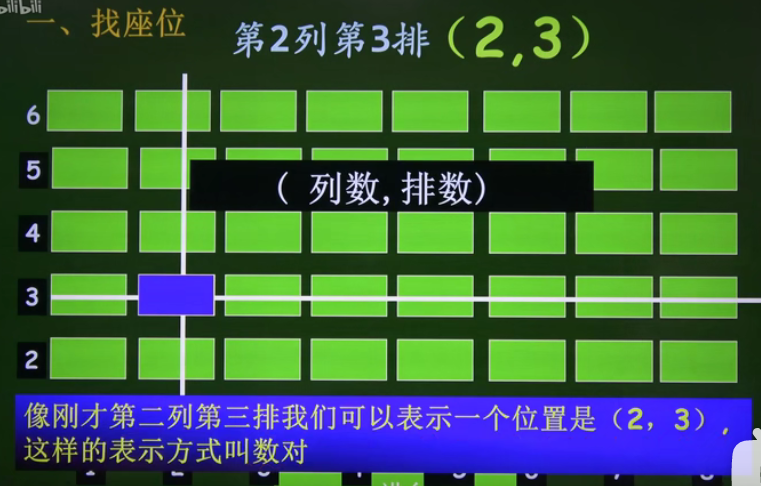 bilibili
一、找座位
第2列第3排(2,3)
6
5
( 列数,排数)
4
3
2
像刚才第二列第三排我们可以表示一个位置是(2，3)，
这样的表示方式叫数对